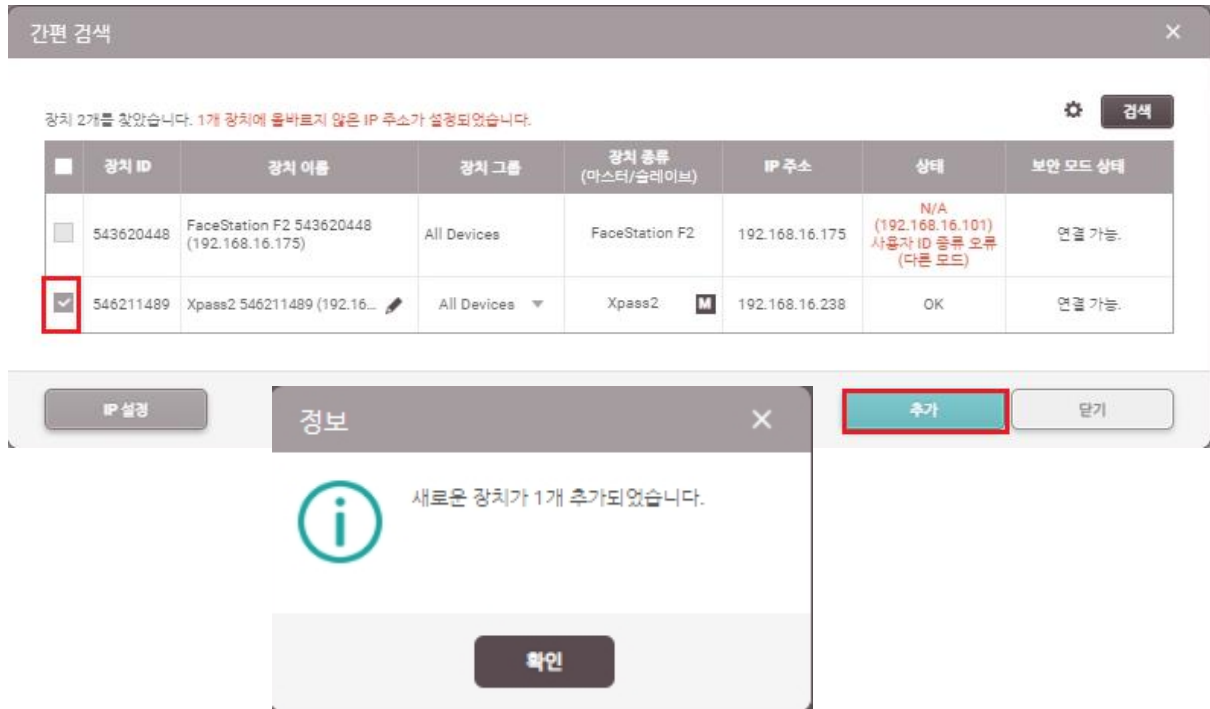 간편 검색
장치 2개를 찾았습니다. 1개 장치에 올바르지 않은 IP 주소가 설정되었습니다.
검색
장치 ID 장치 이름 장치 그룹 장치 종류 (마스터/슬레이브) IP 주소 상태 보안 모드 상태
543620448 FaceStation F2 543620448 (192.168.16.175) All Devices FaceStation F2 192.168.16.175 N/A (192.168.16.101) 사용자 ID 종류 오류 (다른 모드) 연결 가능.
546211489 Xpass2 546211489 (192.16... All Devices Xpass2 M 192.168.16.238 OK 연결 가능.
IP 설정
추가
닫기
정보
새로운 장치가 1개 추가되었습니다.
확인